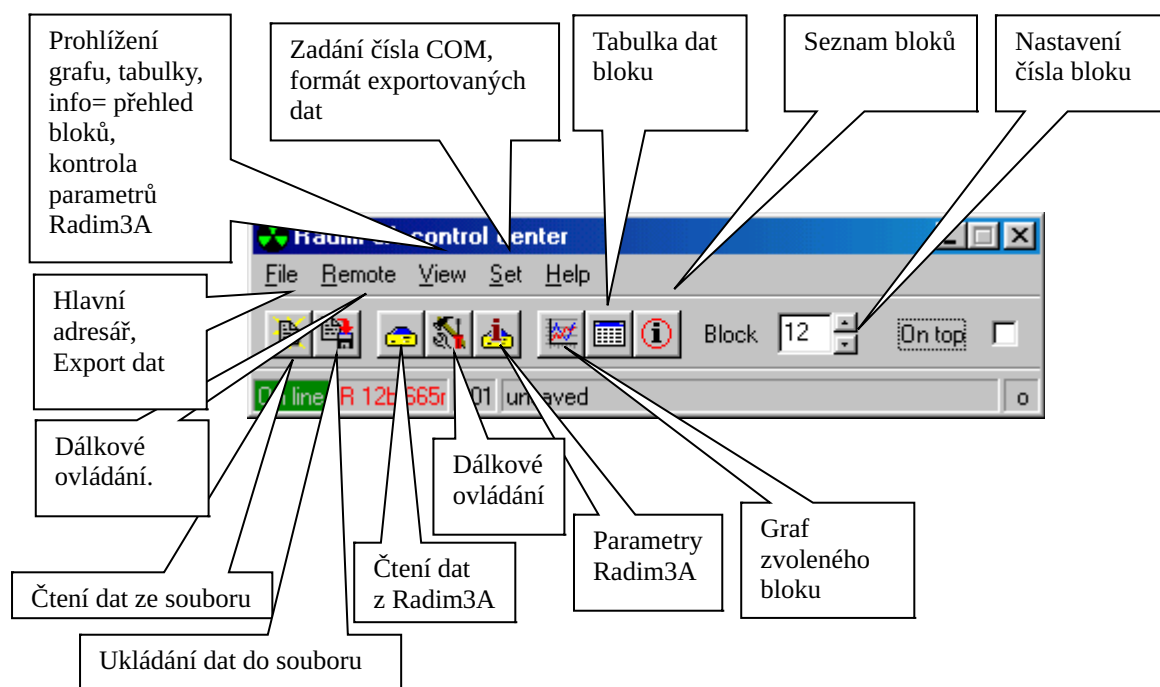 Prohlížení
grafu, tabulky,
info= přehled
bloků,
kontrola
parametrů
Radim3A
Zadání čísla COM,
formát exportovaných
dat
Tabulka dat
bloku
Seznam bloků
Nastavení
čísla bloku
control
File Remote View Set Help
Hlavní
adresář,
Export dat
Block 12 On top
line R 12b 01
o
Dálkové
ovládání.
Dálkové
ovládání
Parametry
Radim3A
Graf
zvoleného
bloku
Čtení dat
z Radim3A
Čtení dat ze souboru
Ukládání dat do souboru